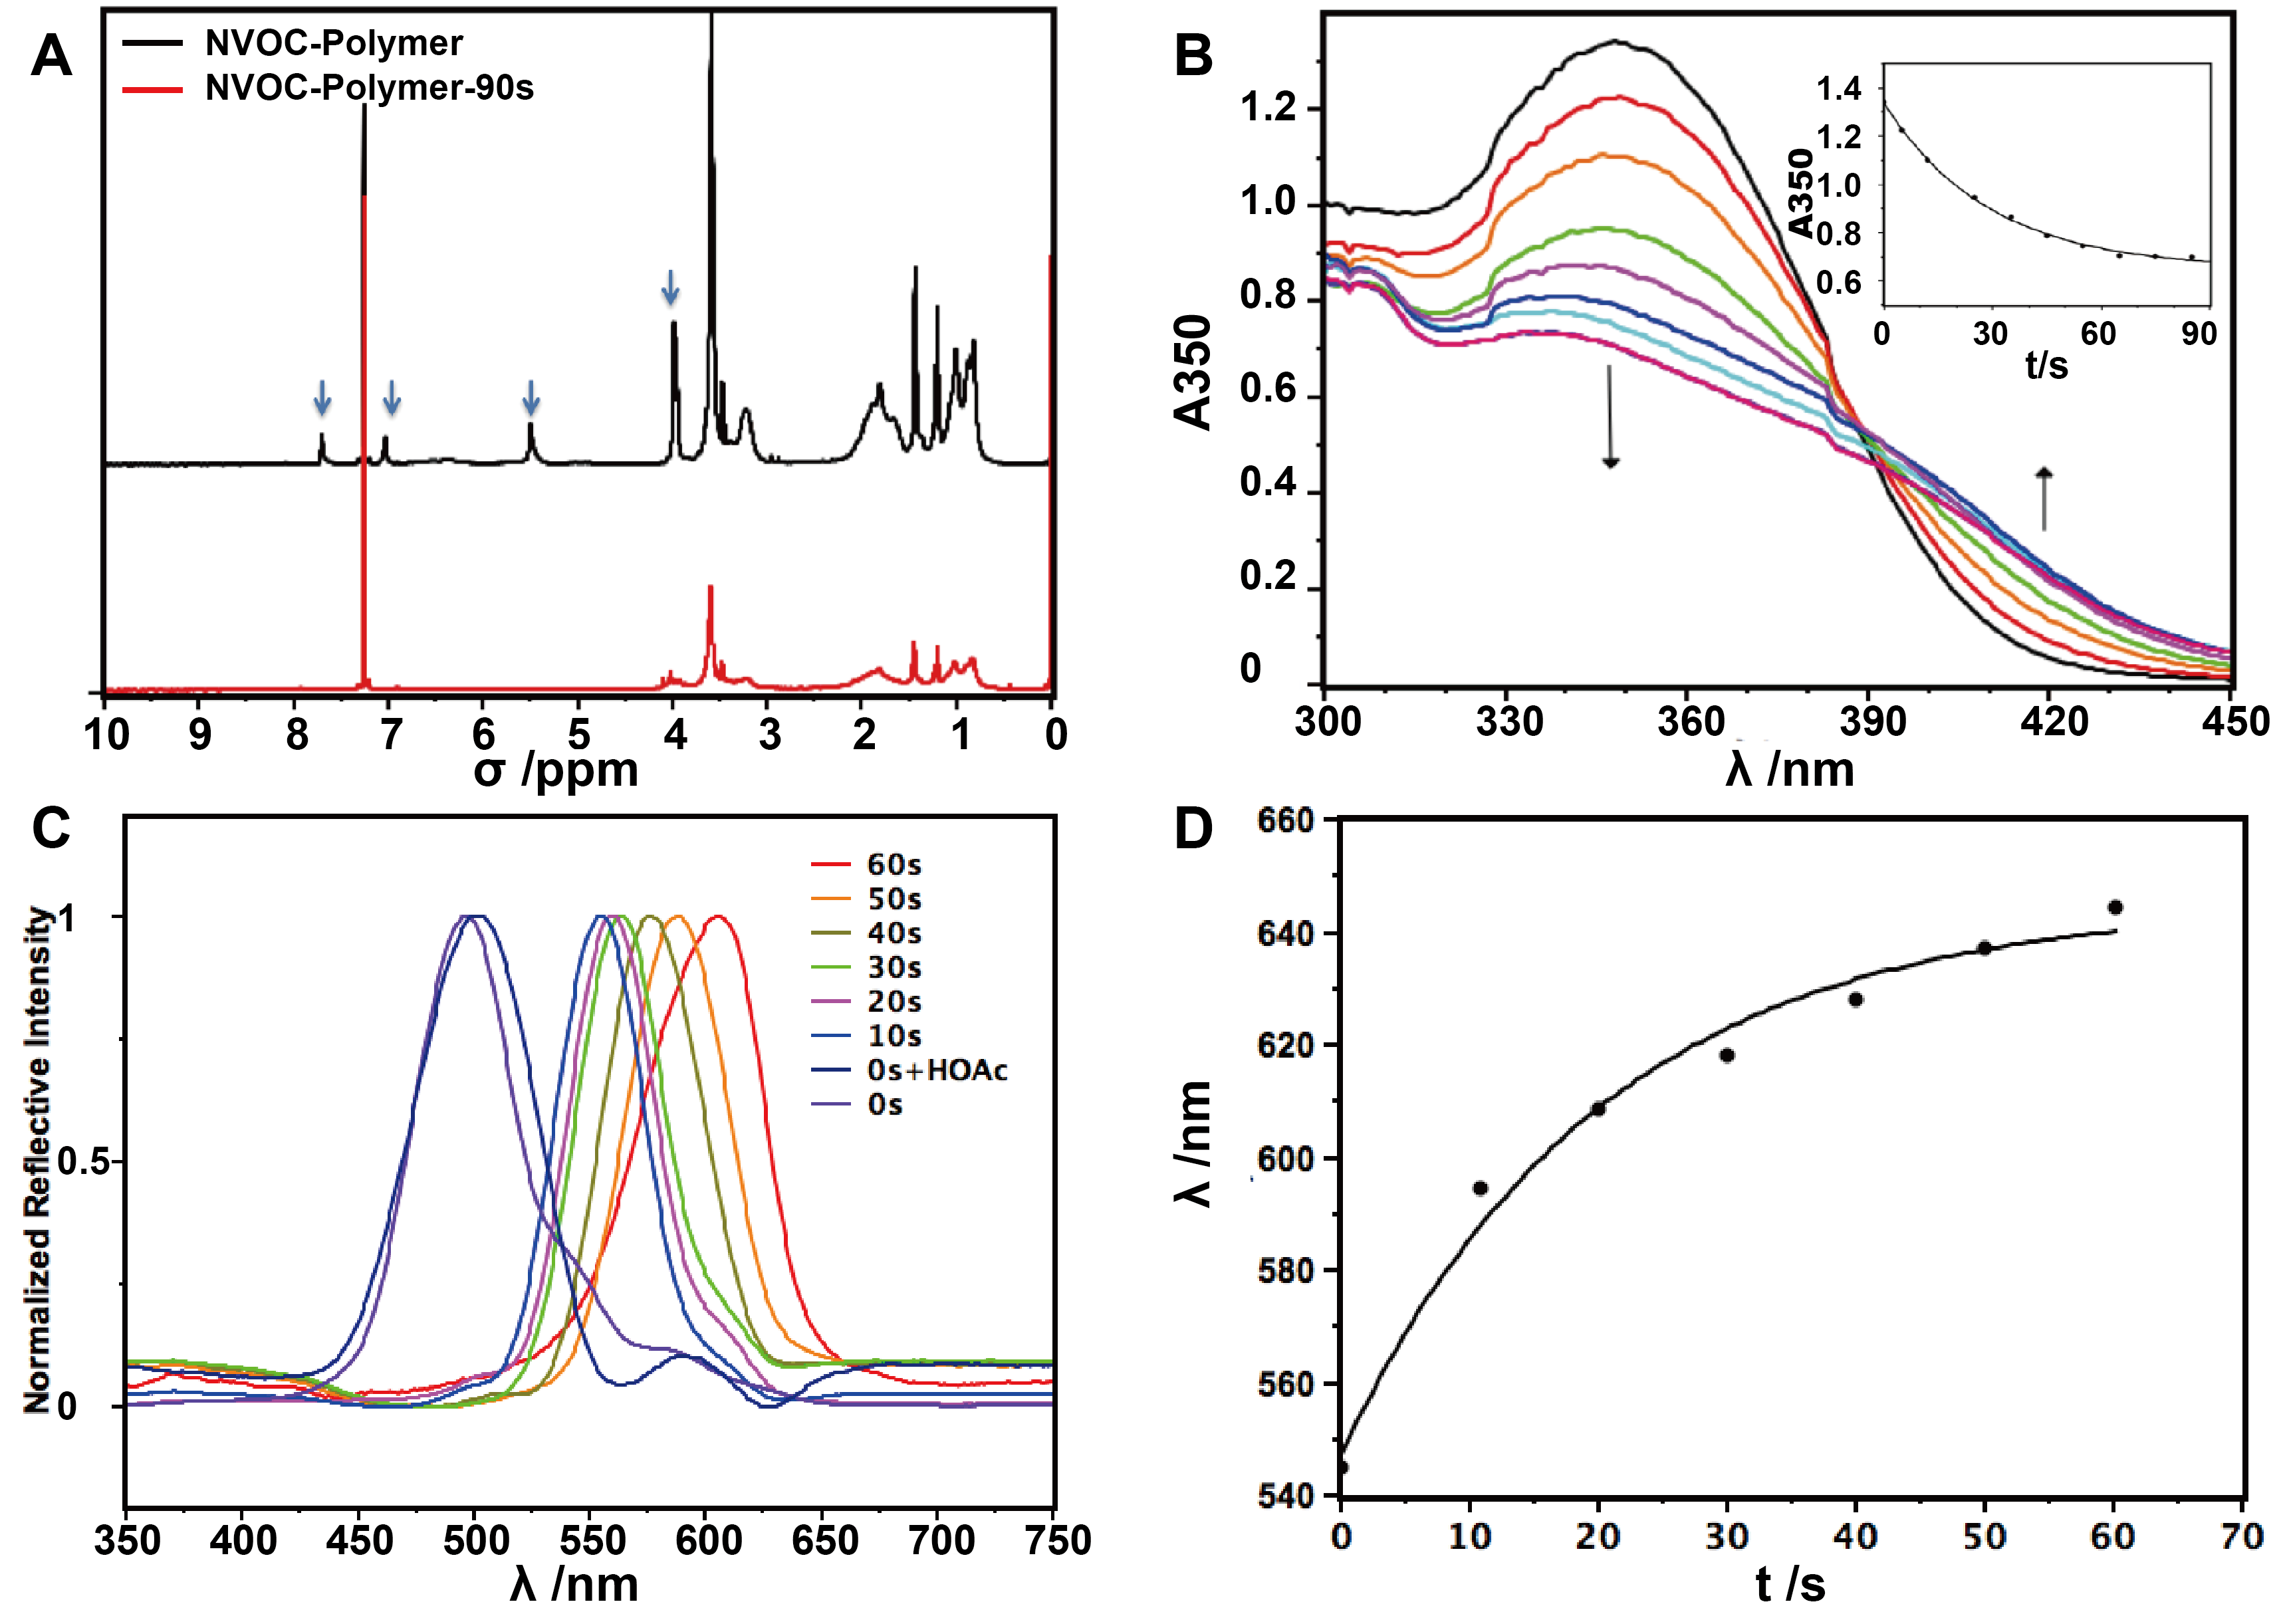 A
NVOC-Polymer
NVOC-Polymer-90s
10 9 8 7 6 5 4 3 2 1 0
σ /ppm
B
A350
1.2
1.0
0.8
0.6
0.4
0.2
0
300 330 360 390 420 450
λ /nm
A350
1.4
1.2
1.0
0.8
0.6
0 30 60 90
t/s
C
Normalized Reflective Intensity
1
0.5
0
60s
50s
40s
30s
20s
10s
0s+HOAc
0s
350 400 450 500 550 600 650 700 750
λ /nm
D
λ /nm
660
640
620
600
580
560
540
0 10 20 30 40 50 60 70
t /s